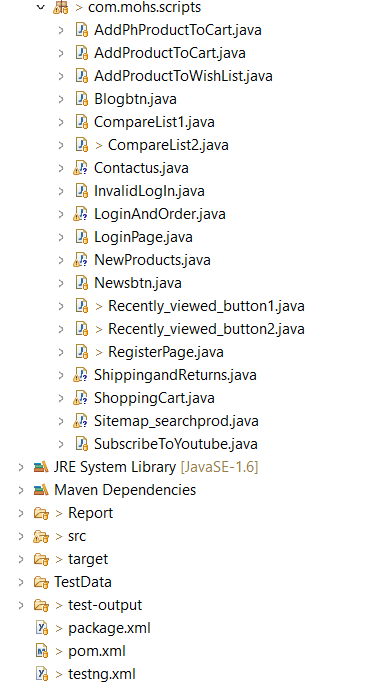 > com.mohs.scripts
> AddPhProductToCart.java
> AddProductToCart.java
> AddProductToWishList.java
> Blogbtn.java
> CompareList1.java
> > CompareList2.java
> Contactus.java
> InvalidLogIn.java
> LoginAndOrder.java
> LoginPage.java
> NewProducts.java
> Newsbtn.java
> > Recently_viewed_button1.java
> > Recently_viewed_button2.java
> > RegisterPage.java
> ShippingandReturns.java
> ShoppingCart.java
> Sitemap_searchprod.java
> SubscribeToYoutube.java
> JRE System Library [JavaSE-1.6]
> Maven Dependencies
> > Report
> > src
> > target
> TestData
> > test-output
> package.xml
> pom.xml
> testng.xml